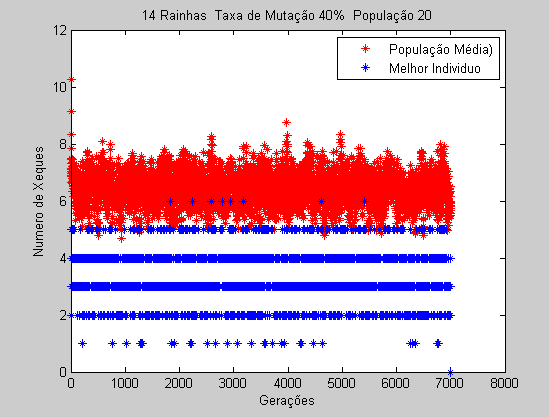 14 Rainhas Taxa de Mutação 40% População 20
População Média)
Melhor Individuo
Numero de Xeques
12
10
8
6
4
2
0
0 1000 2000 3000 4000 5000 6000 7000 8000
Gerações